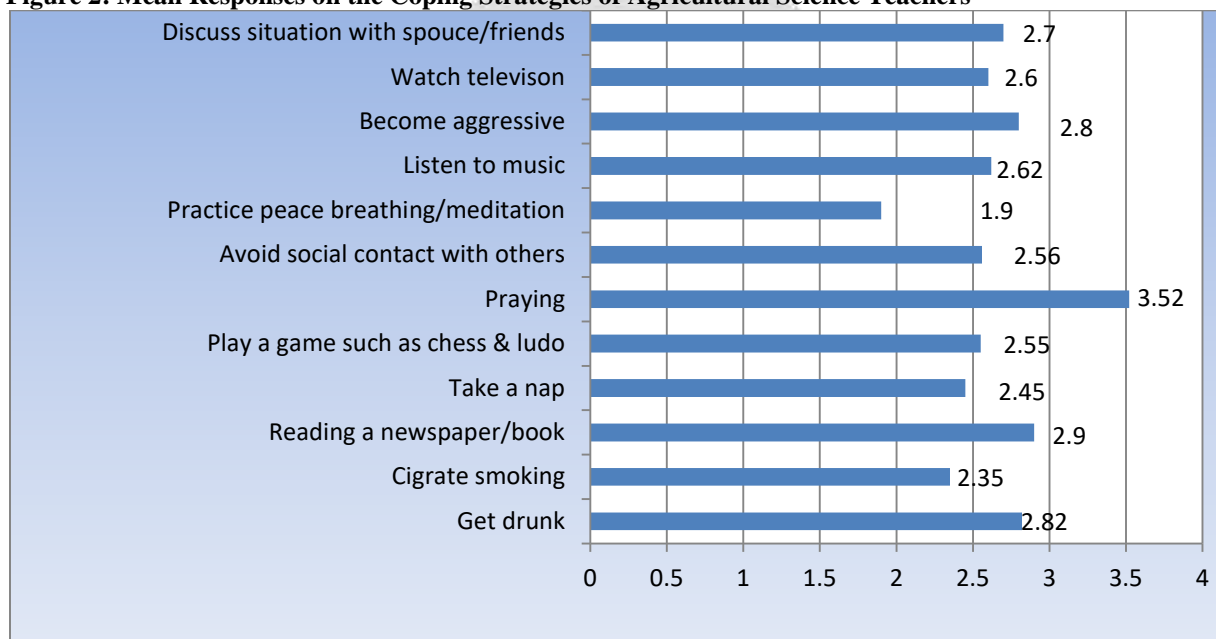 Figure 2: Mean Responses on the Coping Strategies of Agricultural Science Teachers
Discuss situation with spouce/friends 2.7
Watch televison 2.6
Become aggressive 2.8
Listen to music 2.62
Practice peace breathing/meditation 1.9
Avoid social contact with others 2.56
Praying 3.52
Play a game such as chess & ludo 2.55
Take a nap 2.45
Reading a newspaper/book 2.9
Cigrate smoking 2.35
Get drunk 2.82
0 0.5 1 1.5 2 2.5 3 3.5 4